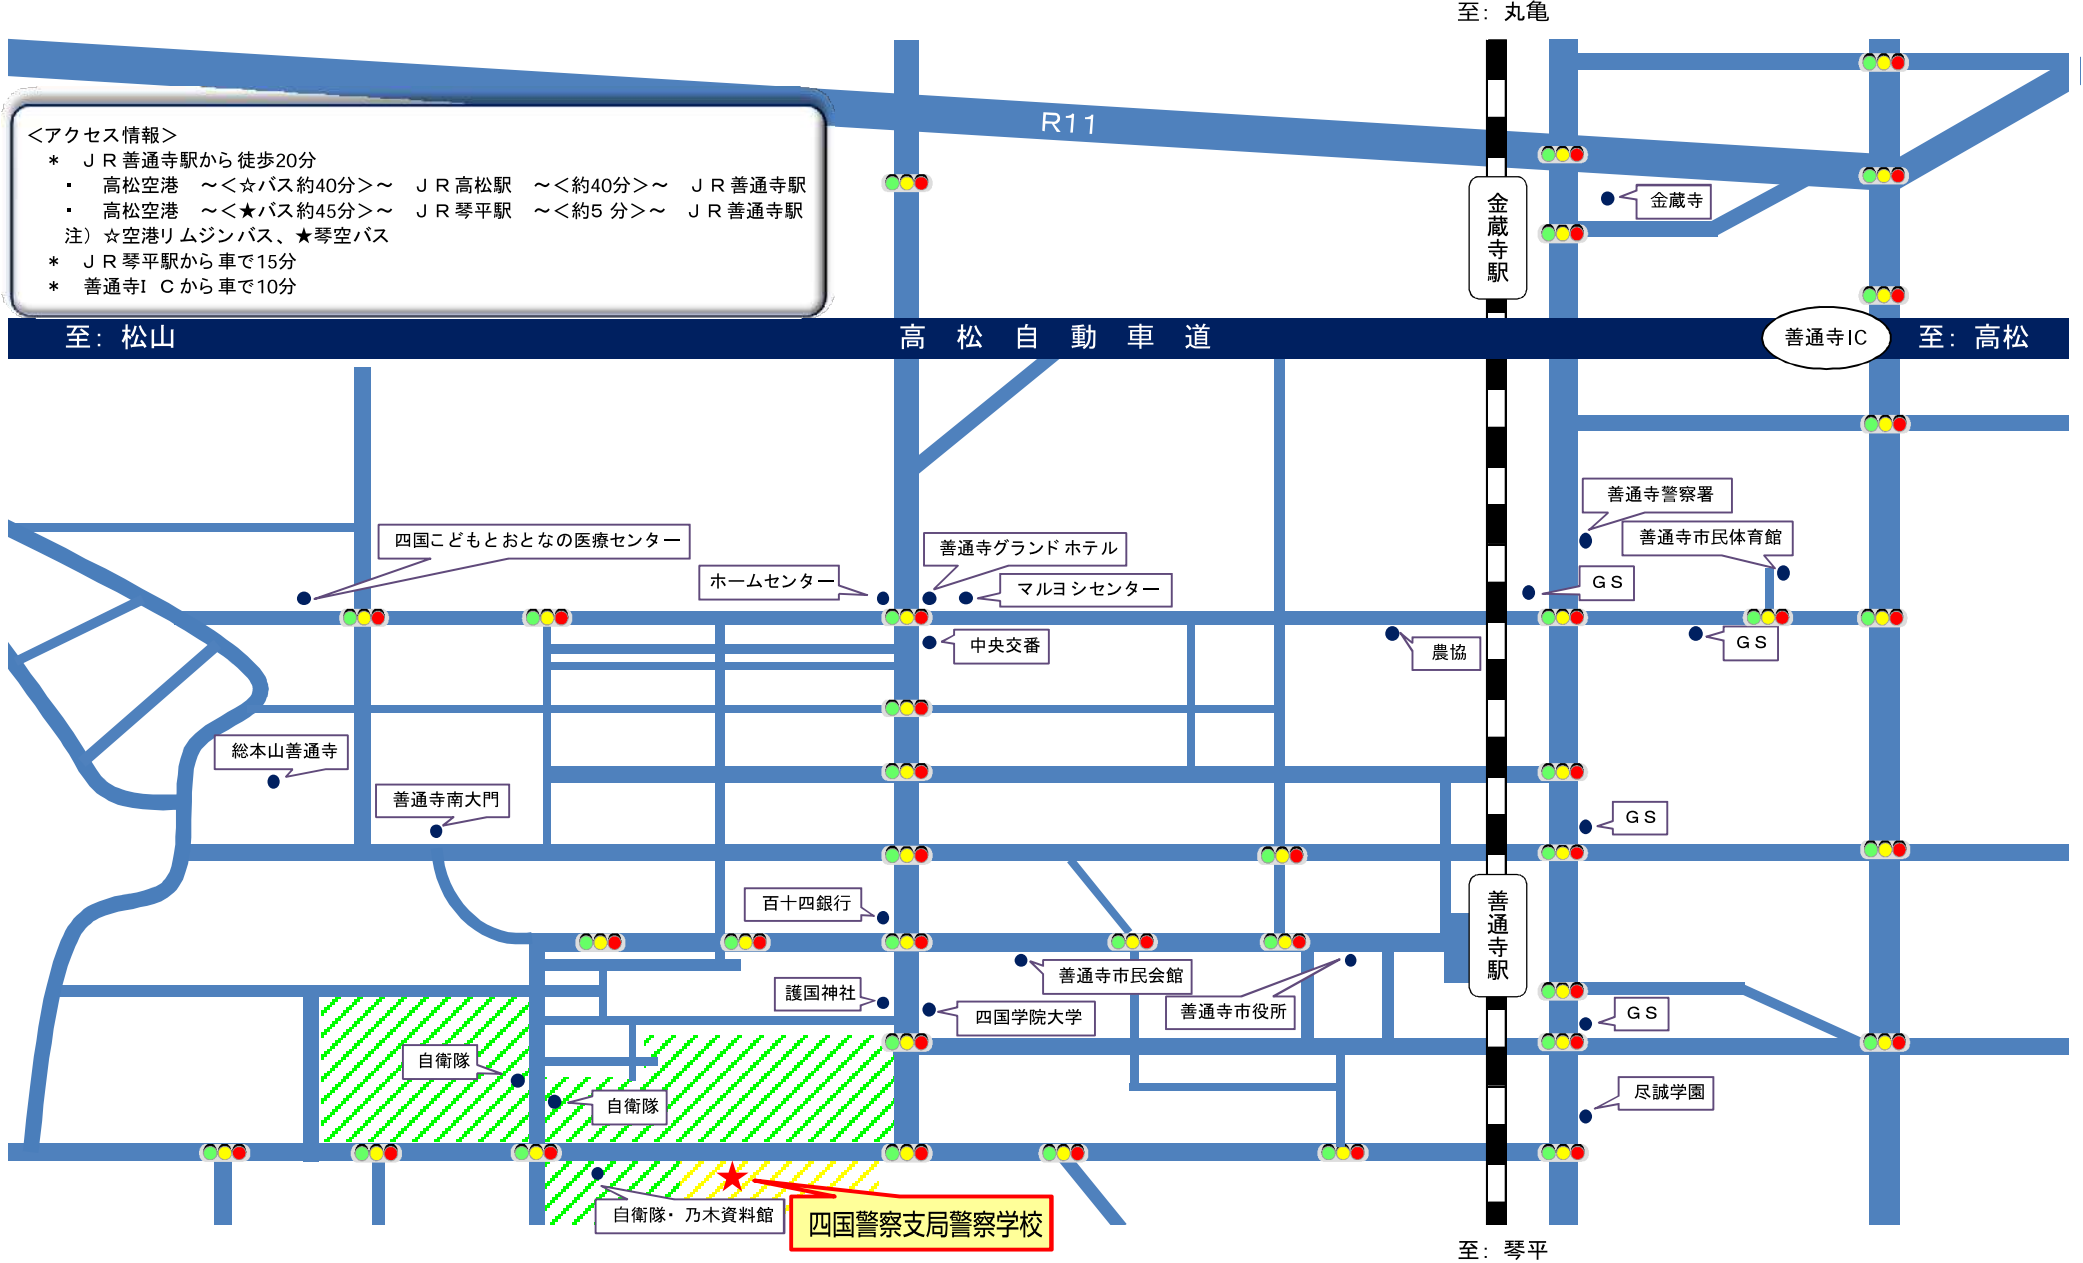 至：丸亀
R11
＜アクセス情報＞
＊　ＪＲ善通寺駅から徒歩20分
・　高松空港　～＜☆バス約40分＞～　ＪＲ高松駅　～＜約40分＞～　ＪＲ善通寺駅
・　高松空港　～＜★バス約45分＞～　ＪＲ琴平駅　～＜約5分＞～　ＪＲ善通寺駅
注）☆空港リムジンバス、★琴空バス
＊　ＪＲ琴平駅から車で15分
＊　善通寺ＩＣから車で10分
金蔵寺
金蔵寺駅
至：松山
高松自動車道
善通寺IC
至：高松
善通寺警察署
四国こどもとおとなの医療センター
善通寺グランドホテル
善通寺市民体育館
ホームセンター
マルヨシセンター
ＧＳ
中央交番
農協
ＧＳ
総本山善通寺
善通寺南大門
ＧＳ
百十四銀行
善通寺駅
善通寺市民会館
護国神社
四国学院大学
善通寺市役所
ＧＳ
自衛隊
自衛隊
尽誠学園
自衛隊・乃木資料館
四国警察支局警察学校
至：琴平